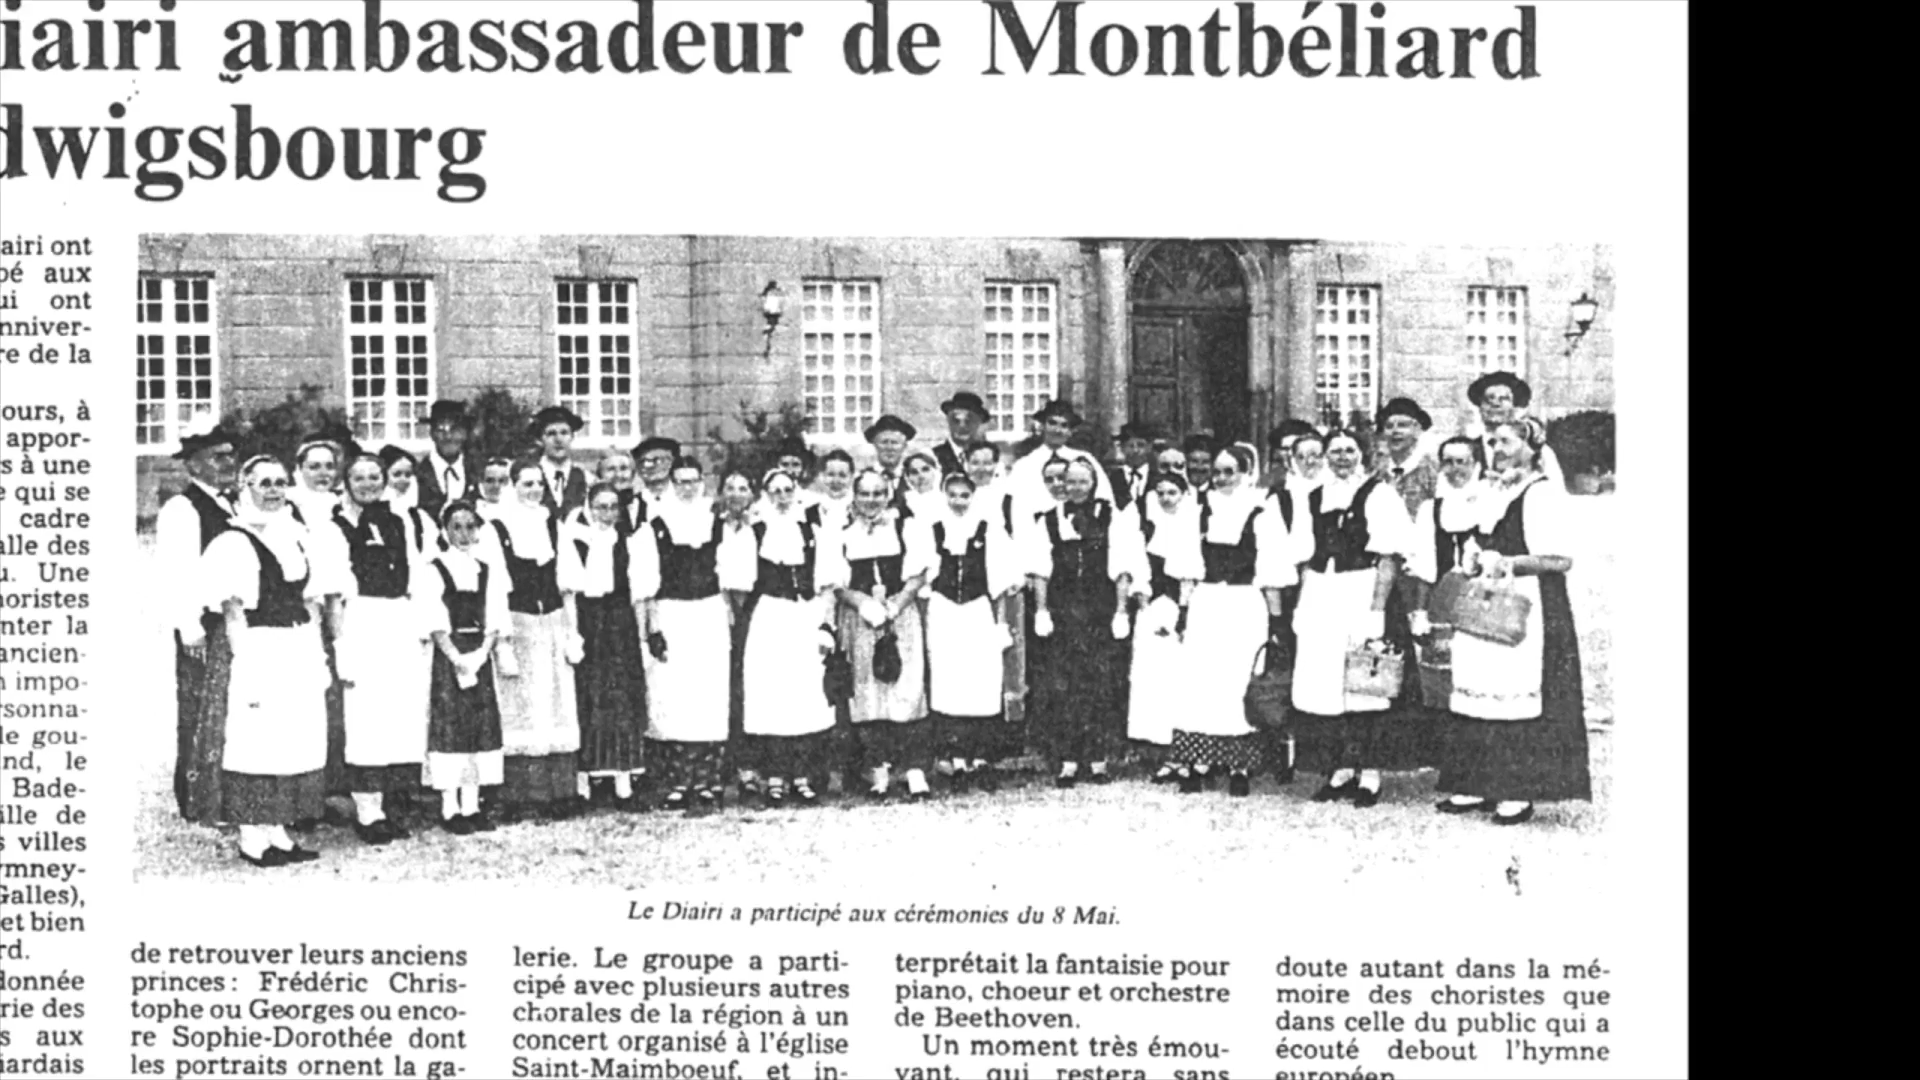 iairi ambassadeur de Montbéliard
dwigsbourg
airi ont
pé aux
ui ont
nniver-
re de la
ours, à
appor-
s à une
e qui se
cadre
alle des
u. Une
horistes
nter la
ancien-
n impo-
rsonna-
le gou-
nd, le
Bade-
ille de
s villes
ymney-
Galles),
et bien
rd.
donnée
rie des
s aux
iardais
Le Diairi a participé aux cérémonies du 8 Mai.
de retrouver leurs anciens
princes : Frédéric Chris-
tophe ou Georges ou enco-
re Sophie-Dorothée dont
les portraits ornent la ga-
lerie. Le groupe a parti-
cipé avec plusieurs autres
chorales de la région à un
concert organisé à l'église
Saint-Maimboeuf, et in-
terprétait la fantaisie pour
piano, choeur et orchestre
de Beethoven.
Un moment très émou-
vant, qui restera sans
doute autant dans la mé-
moire des choristes que
dans celle du public qui a
écouté debout l'hymne
européen.